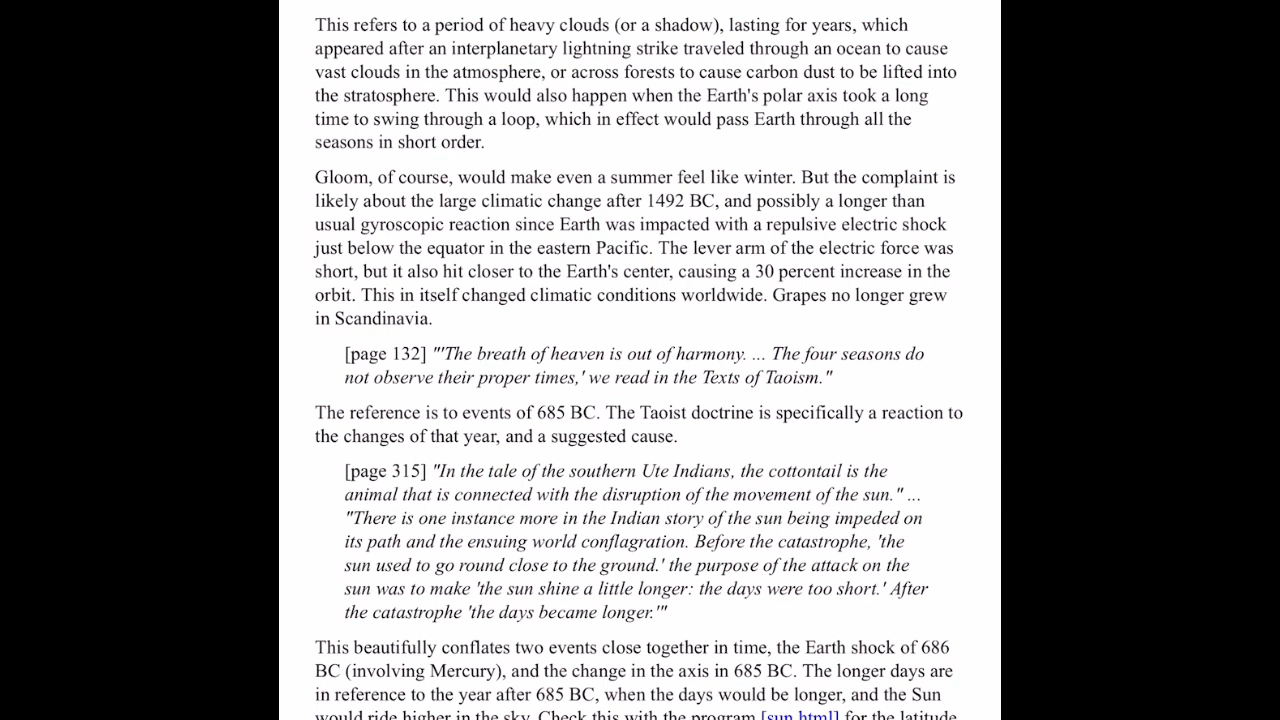 This refers to a period of heavy clouds (or a shadow), lasting for years, which
appeared after an interplanetary lightning strike traveled through an ocean to cause
vast clouds in the atmosphere, or across forests to cause carbon dust to be lifted into
the stratosphere. This would also happen when the Earth's polar axis took a long
time to swing through a loop, which in effect would pass Earth through all the
seasons in short order.
Gloom, of course, would make even a summer feel like winter. But the complaint is
likely about the large climatic change after 1492 BC, and possibly a longer than
usual gyroscopic reaction since Earth was impacted with a repulsive electric shock
just below the equator in the eastern Pacific. The lever arm of the electric force was
short, but it also hit closer to the Earth's center, causing a 30 percent increase in the
orbit. This in itself changed climatic conditions worldwide. Grapes no longer grew
in Scandinavia.
[page 132] "'The breath of heaven is out of harmony. ... The four seasons do
not observe their proper times,' we read in the Texts of Taoism."
The reference is to events of 685 BC. The Taoist doctrine is specifically a reaction to
the changes of that year, and a suggested cause.
[page 315] "In the tale of the southern Ute Indians, the cottontail is the
animal that is connected with the disruption of the movement of the sun." ...
"There is one instance more in the Indian story of the sun being impeded on
its path and the ensuing world conflagration. Before the catastrophe, 'the
sun used to go round close to the ground.' the purpose of the attack on the
sun was to make 'the sun shine a little longer: the days were too short.' After
the catastrophe 'the days became longer.'"
This beautifully conflates two events close together in time, the Earth shock of 686
BC (involving Mercury), and the change in the axis in 685 BC. The longer days are
in reference to the year after 685 BC, when the days would be longer, and the Sun
would ride higher in the sky. Check this with the program [sun.html] for the latitude